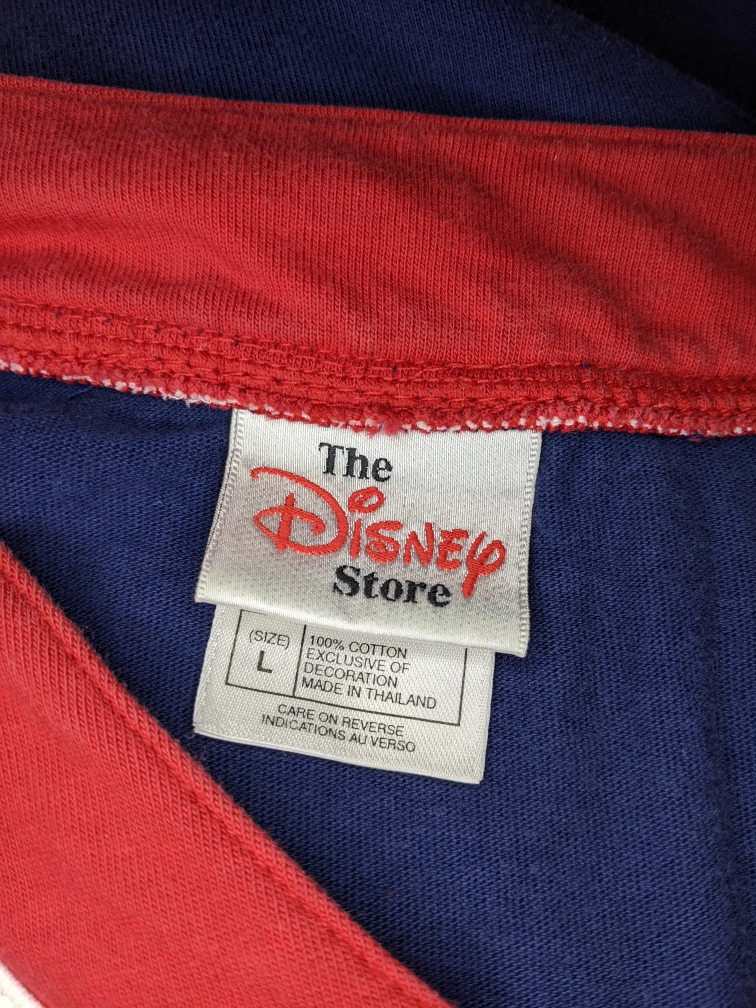 The
Disney
Store
(SIZE)
L
100% COTTON
EXCLUSIVE OF
DECORATION
MADE IN THAILAND
CARE ON REVERSE
INDICATIONS AU VERSO